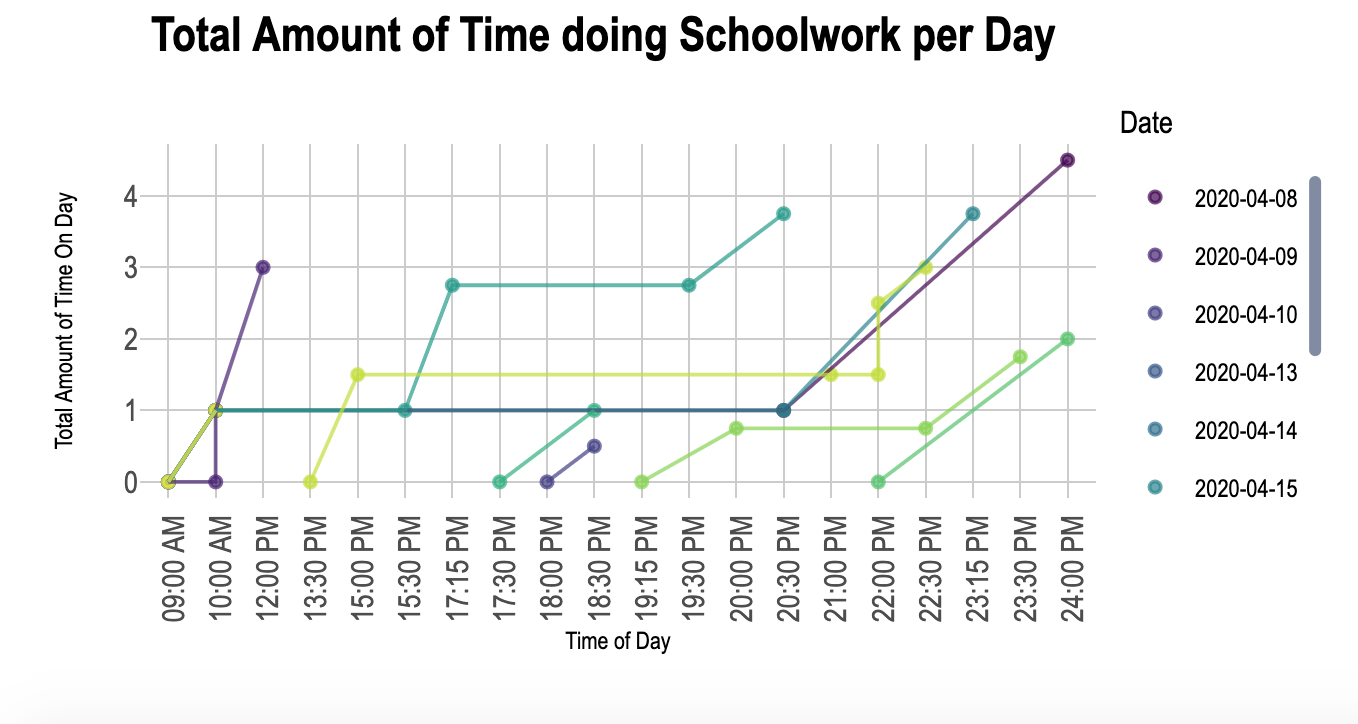 Total Amount of Time doing Schoolwork per Day
Total Amount of Time On Day
4
3
2
1
0
09:00 AM
10:00 AM
12:00 PM
13:30 PM
15:00 PM
15:30 PM
17:15 PM
17:30 PM
18:00 PM
18:30 PM
19:15 PM
19:30 PM
20:00 PM
20:30 PM
21:00 PM
22:00 PM
22:30 PM
23:15 PM
23:30 PM
24:00 PM
Time of Day
Date
2020-04-08
2020-04-09
2020-04-10
2020-04-13
2020-04-14
2020-04-15